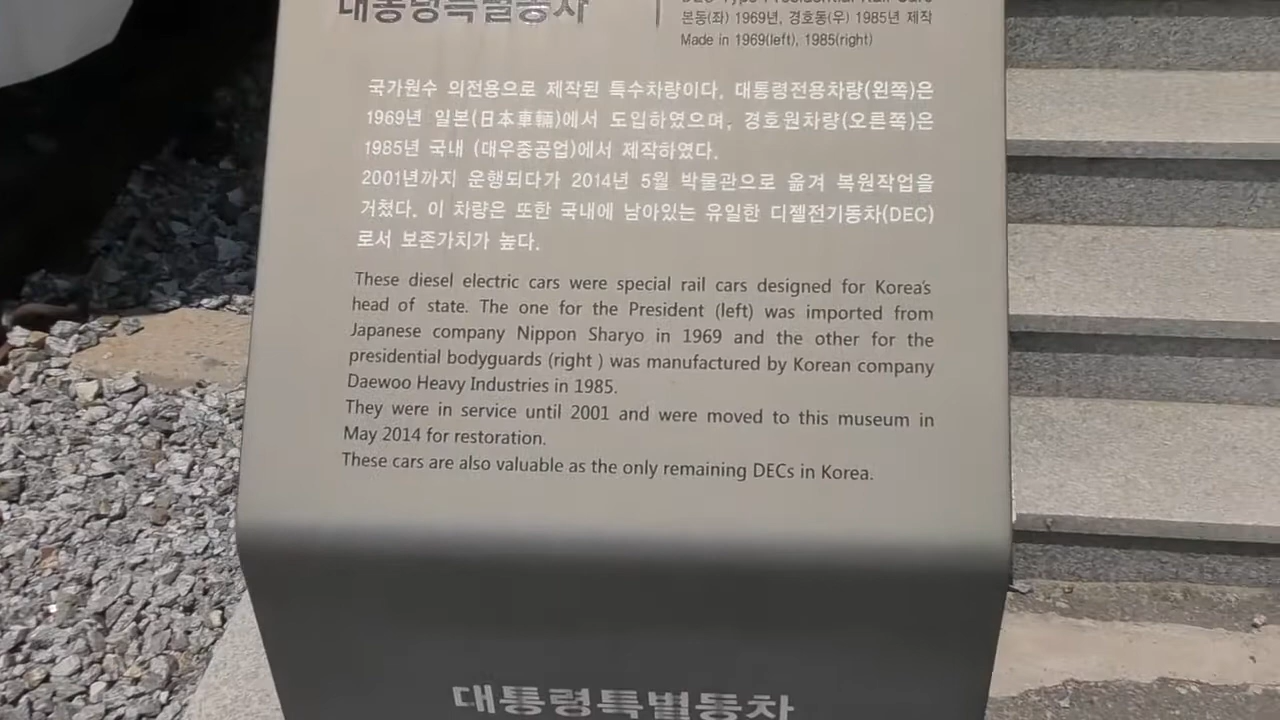 대통령특별동차
DEC Type Presidential Rail Cars
본동(좌) 1969년, 경호동(우) 1985년 제작
Made in 1969(left), 1985(right)
국가원수 의전용으로 제작된 특수차량이다. 대통령전용차량(왼쪽)은
1969년 일본(日本車輛)에서 도입하였으며, 경호원차량(오른쪽)은
1985년 국내 (대우중공업)에서 제작하였다.
2001년까지 운행되다가 2014년 5월 박물관으로 옮겨 복원작업을
거쳤다. 이 차량은 또한 국내에 남아있는 유일한 디젤전기동차(DEC)
로서 보존가치가 높다.
These diesel electric cars were special rail cars designed for Korea's
head of state. The one for the President (left) was imported from
Japanese company Nippon Sharyo in 1969 and the other for the
presidential bodyguards (right ) was manufactured by Korean company
Daewoo Heavy Industries in 1985.
They were in service until 2001 and were moved to this museum in
May 2014 for restoration.
These cars are also valuable as the only remaining DECs in Korea.
대통령특별동차